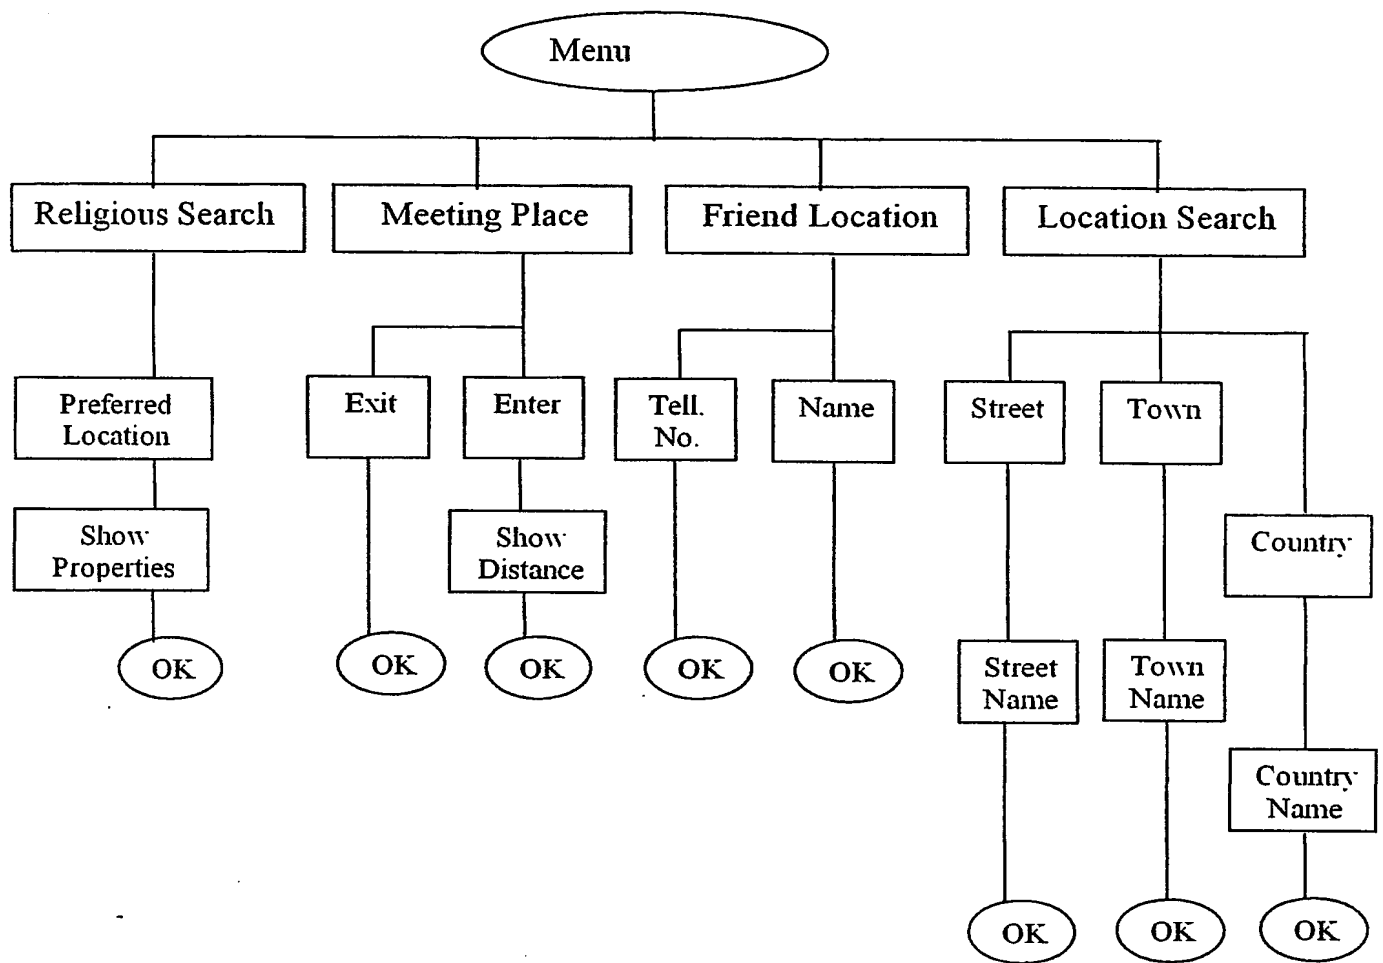 Menu
Religious Search
Meeting Place
Friend Location
Location Search
Preferred
Location
Exit
Enter
Tell.
No.
Name
Street
Town
Show
Properties
Show
Distance
Country
OK
OK
OK
OK
OK
Street
Name
Town
Name
Country
Name
OK
OK
OK